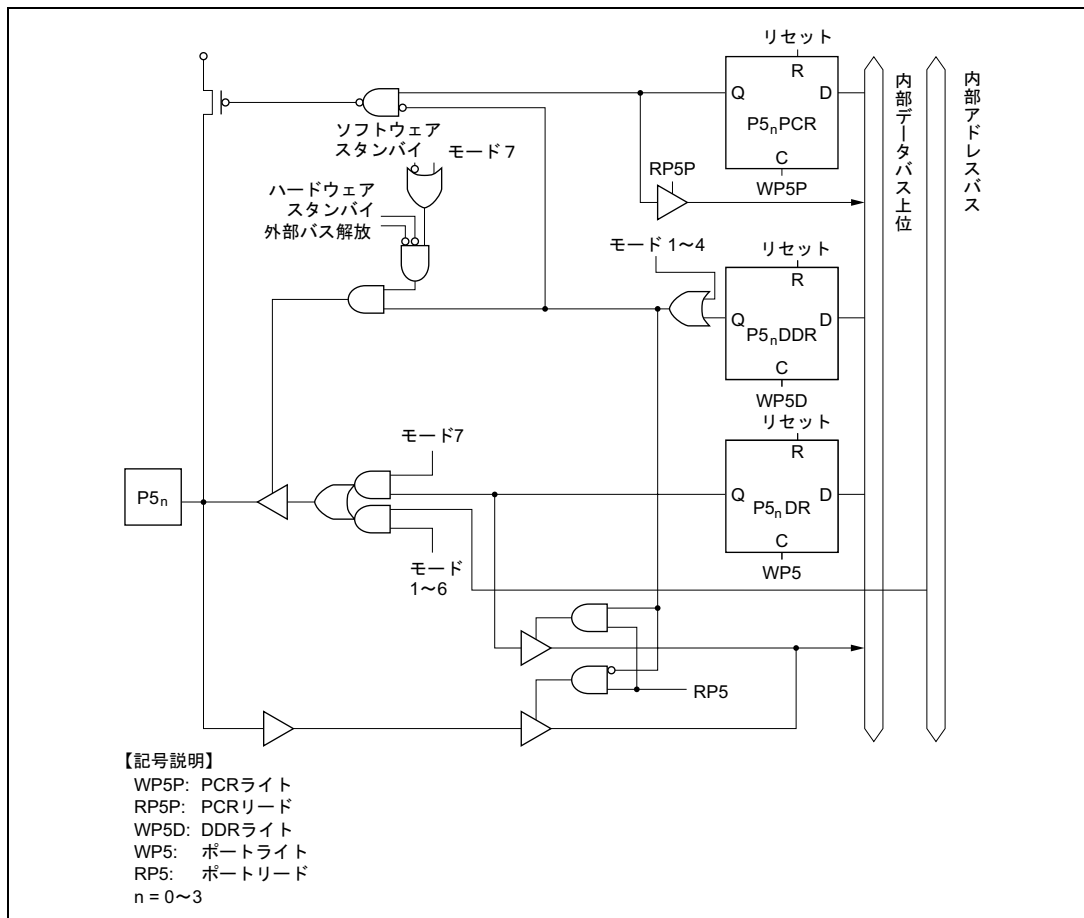 リセット
R
Q
D
P5nPCR
C
WP5P
RP5P
内部データバス上位
内部アドレスバス
ソフトウェア
スタンバイ
モード 7
ハードウェア
スタンバイ
外部バス解放
モード 1～4
リセット
R
Q
D
P5nDDR
C
WP5D
リセット
R
Q
D
P5n DR
C
WP5
モード7
P5n
モード
1～6
RP5
【記号説明】
WP5P: PCRライト
RP5P: PCRリード
WP5D: DDRライト
WP5: ポートライト
RP5: ポートリード
n = 0～3